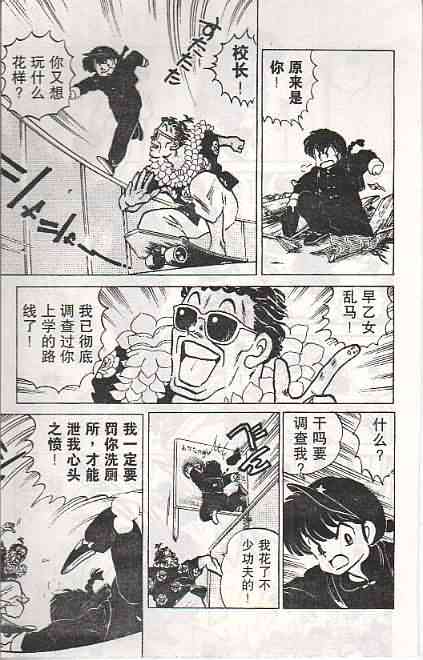 原来是
你！
校长！
すたたたた
你又想
玩什么
花样？
早乙女
乱马！
我已彻底
调查过你
上学的路
线了！
什么？
干吗要
调查我？
我花了不
少功夫的！
我一定要
罚你洗厕
所，才能
泄我心头
之愤！